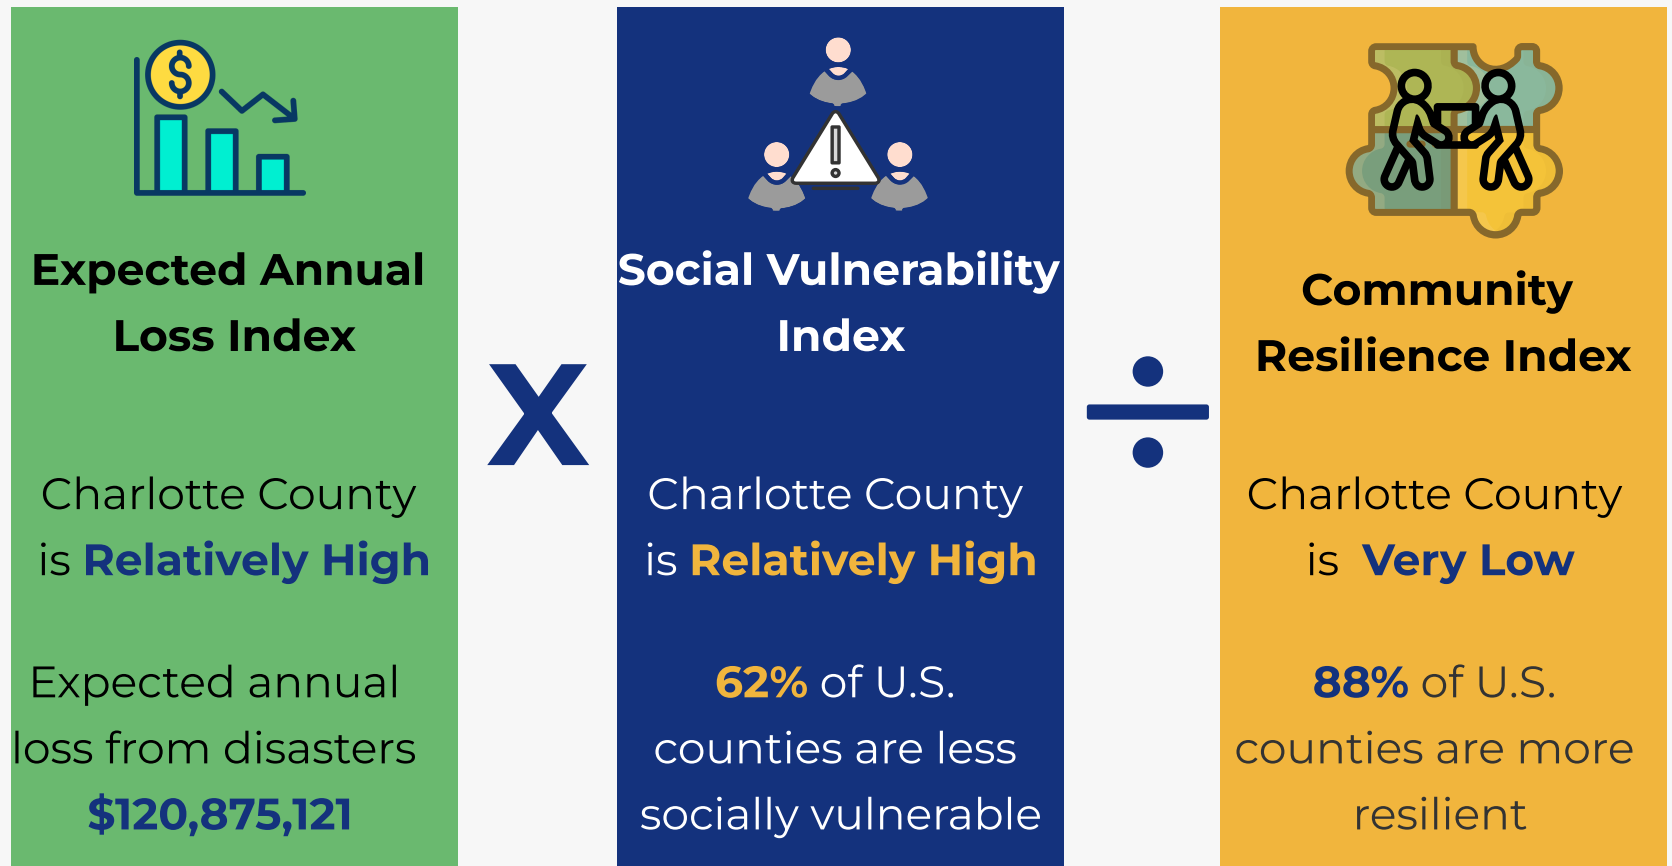 $
Expected Annual
Loss Index
Charlotte County
is Relatively High
Expected annual
loss from disasters
$120,875,121
X
!
Social Vulnerability
Index
Charlotte County
is Relatively High
62% of U.S.
counties are less
socially vulnerable
÷
Community
Resilience Index
Charlotte County
is Very Low
88% of U.S.
counties are more
resilient